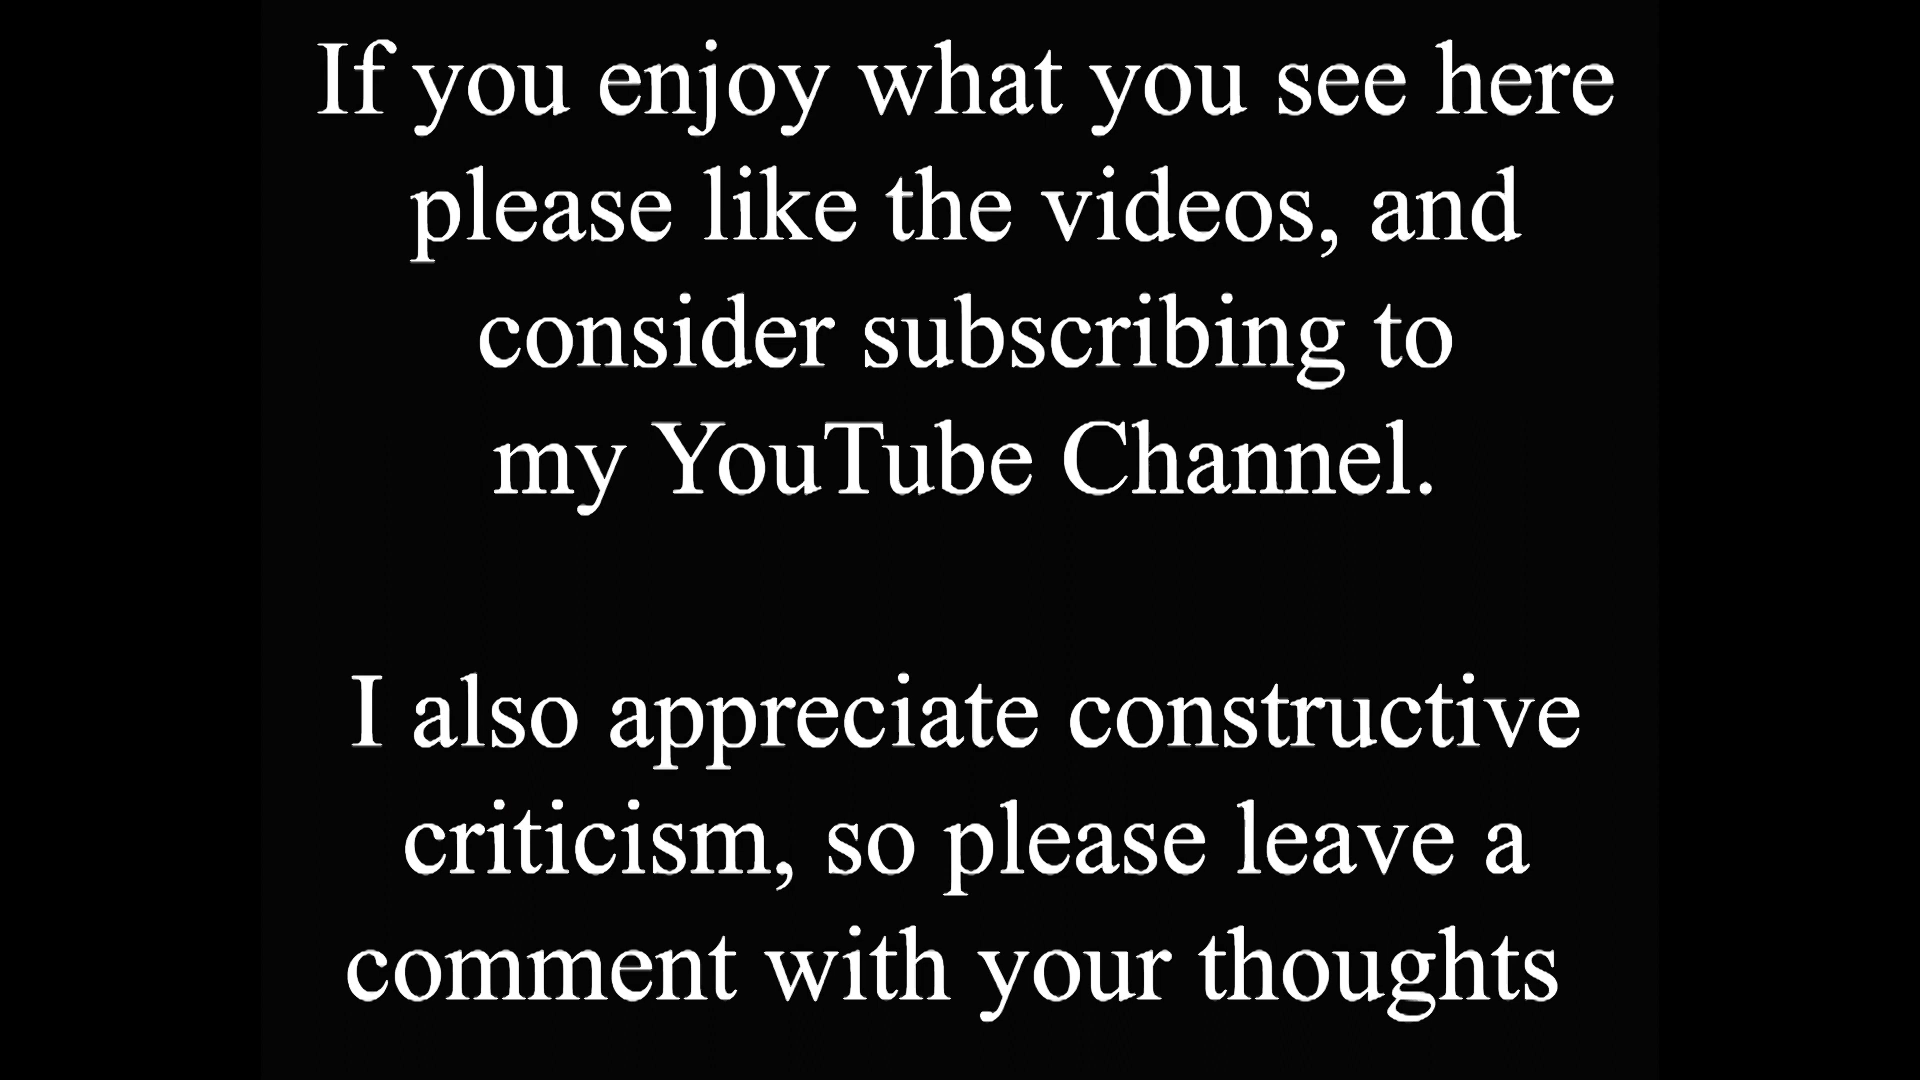 If you enjoy what you see here
please like the videos, and
consider subscribing to
my YouTube Channel.
I also appreciate constructive
criticism, so please leave a
comment with your thoughts